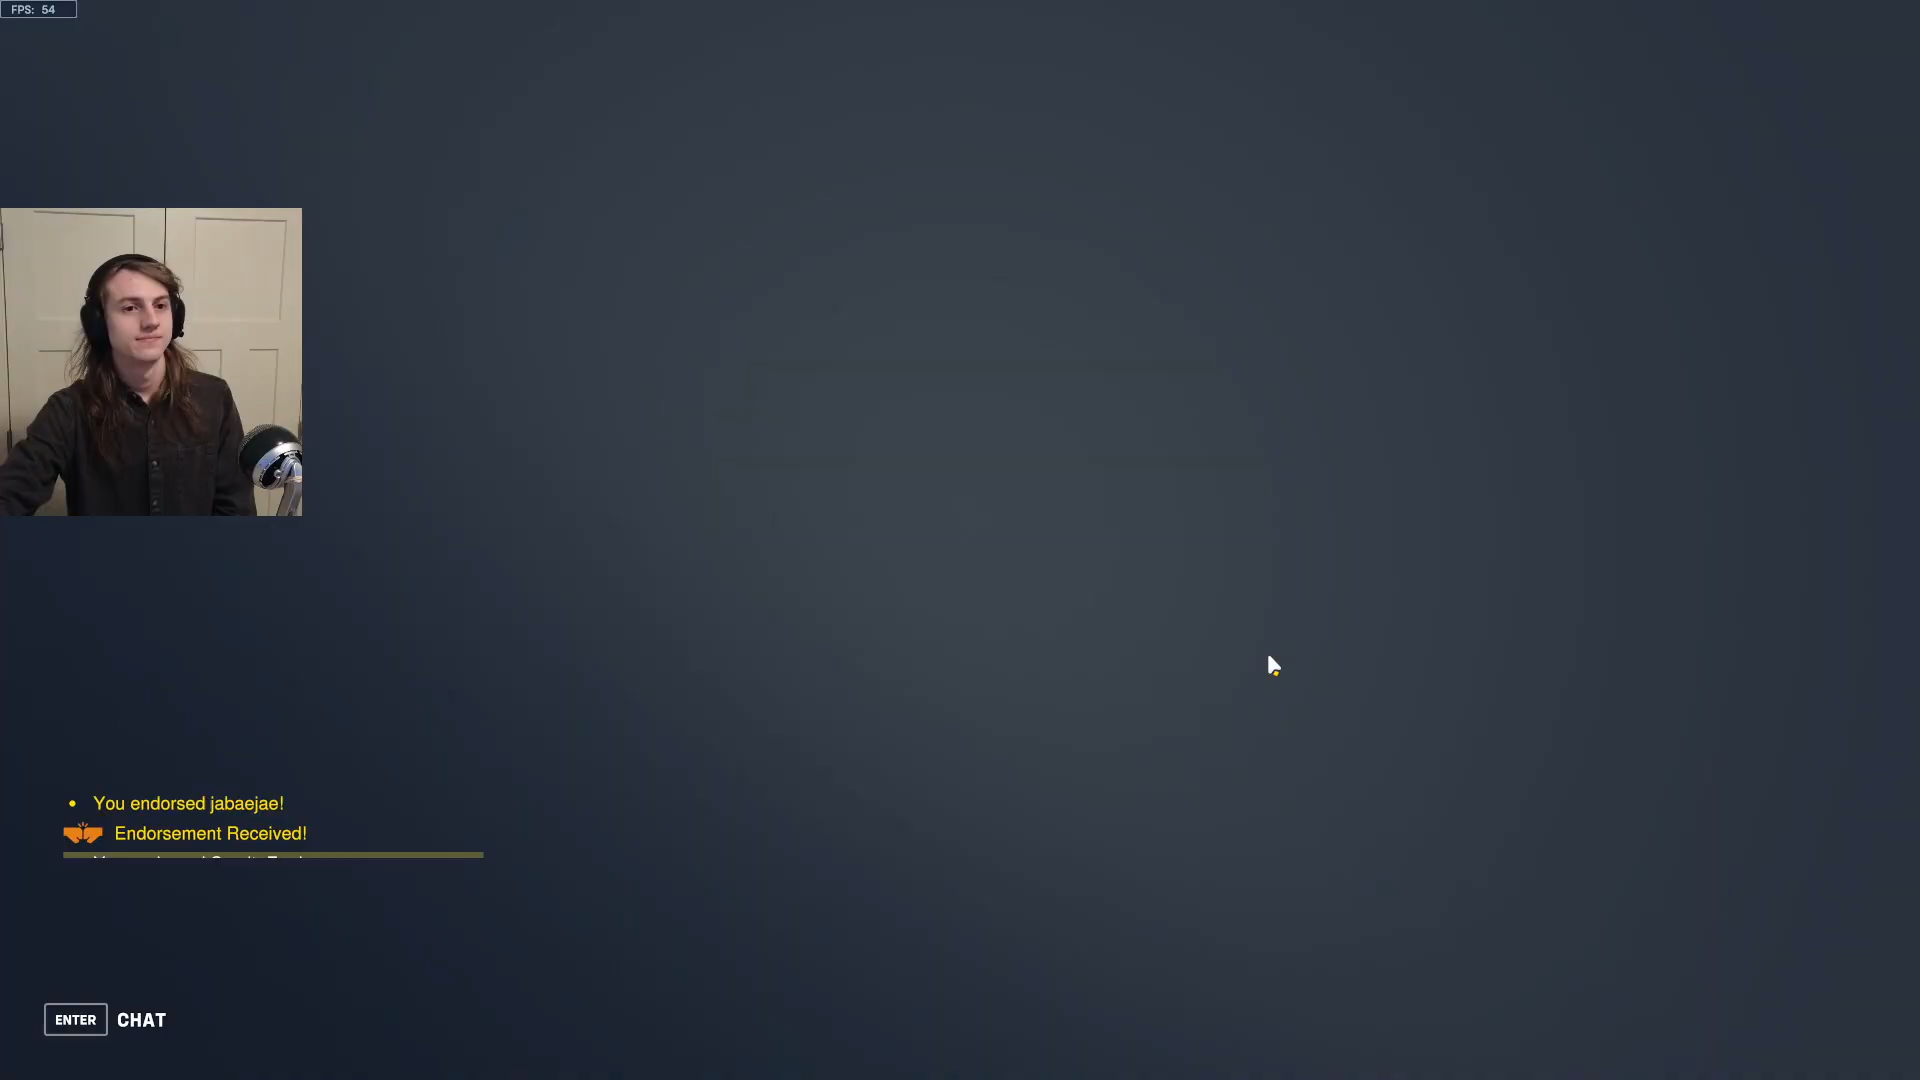 FPS: 54
You endorsed jabaejae!
Endorsement Received!
ENTER CHAT